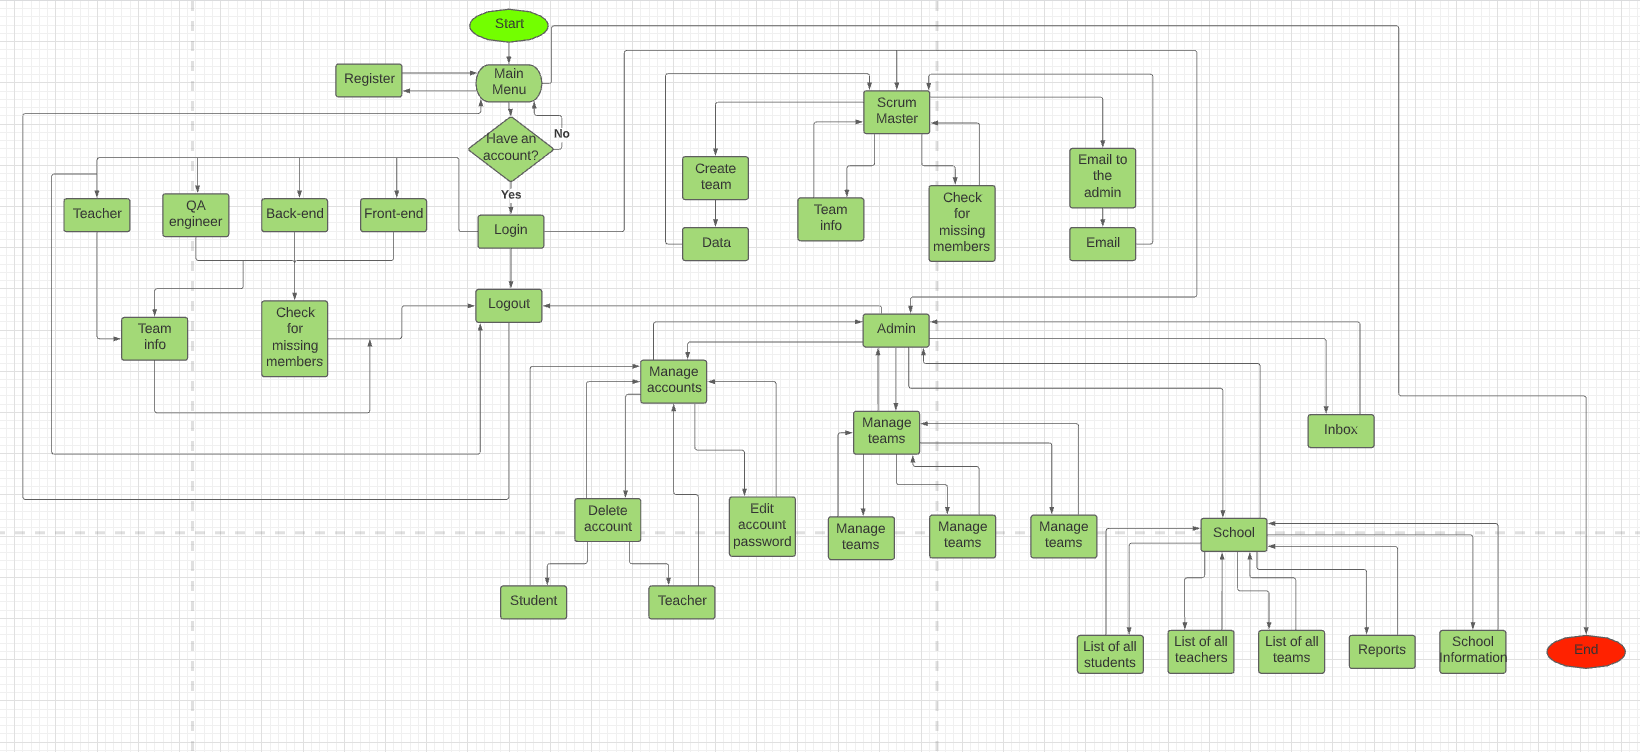 Start
Register
Main
Menu
Have an
account?
No
Yes
Login
Logout
Teacher
QA
engineer
Back-end
Front-end
Team
info
Check
for
missing
members
Scrum
Master
Create
team
Data
Team
info
Check
for
missing
members
Email to
the
admin
Email
Admin
Manage
accounts
Delete
account
Student
Teacher
Edit
account
password
Manage
teams
Manage
teams
Manage
teams
Manage
teams
Inbox
School
List of all
students
List of all
teachers
List of all
teams
Reports
School
Information
End